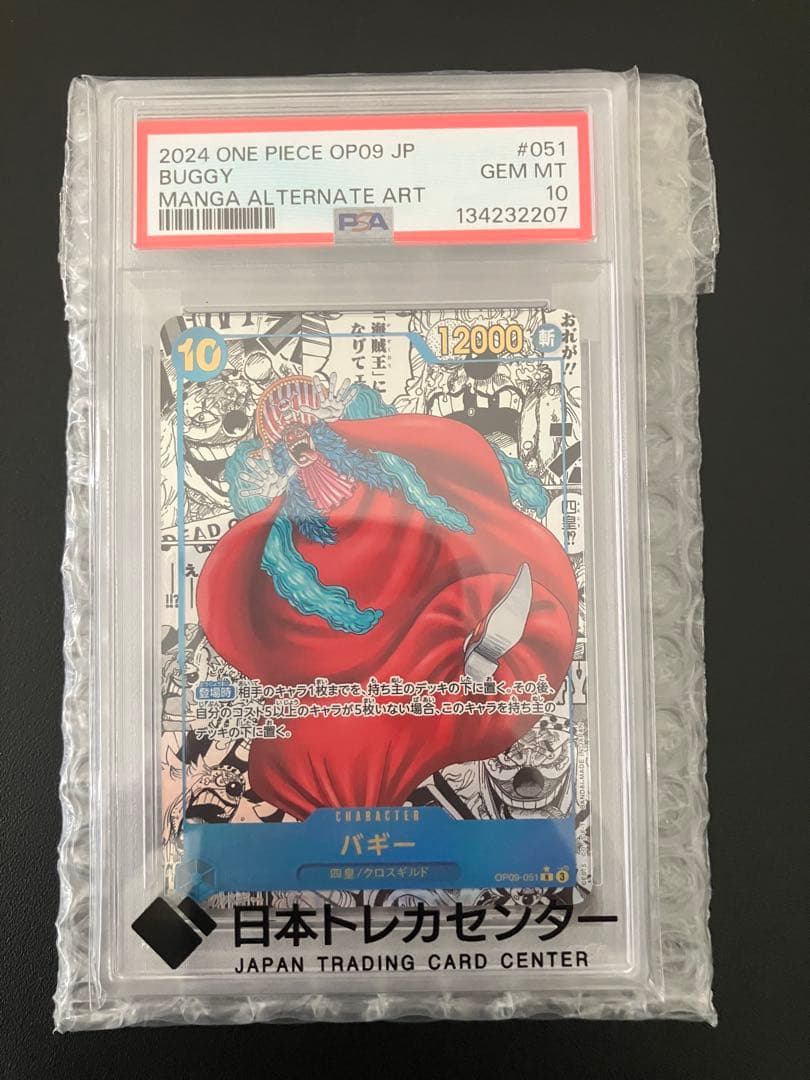 2024 ONE PIECE OP09 JP #051
BUGGY GEM MT
MANGA ALTERNATE ART 10
PSA 134232207
10
12000 斬
「海賊王」に
なげてエ
おれが!!
四皇!!
え
!!?
登場時 相手のキャラ1枚までを、持ち主のデッキの下に置く。その後、
自分のコスト5以上のキャラが5枚いない場合、このキャラを持ち主の
デッキの下に置く。
CHARACTER
バギー
四皇/クロスギルド
OP09-051 R 3
日本トレカセンター
JAPAN TRADING CARD CENTER